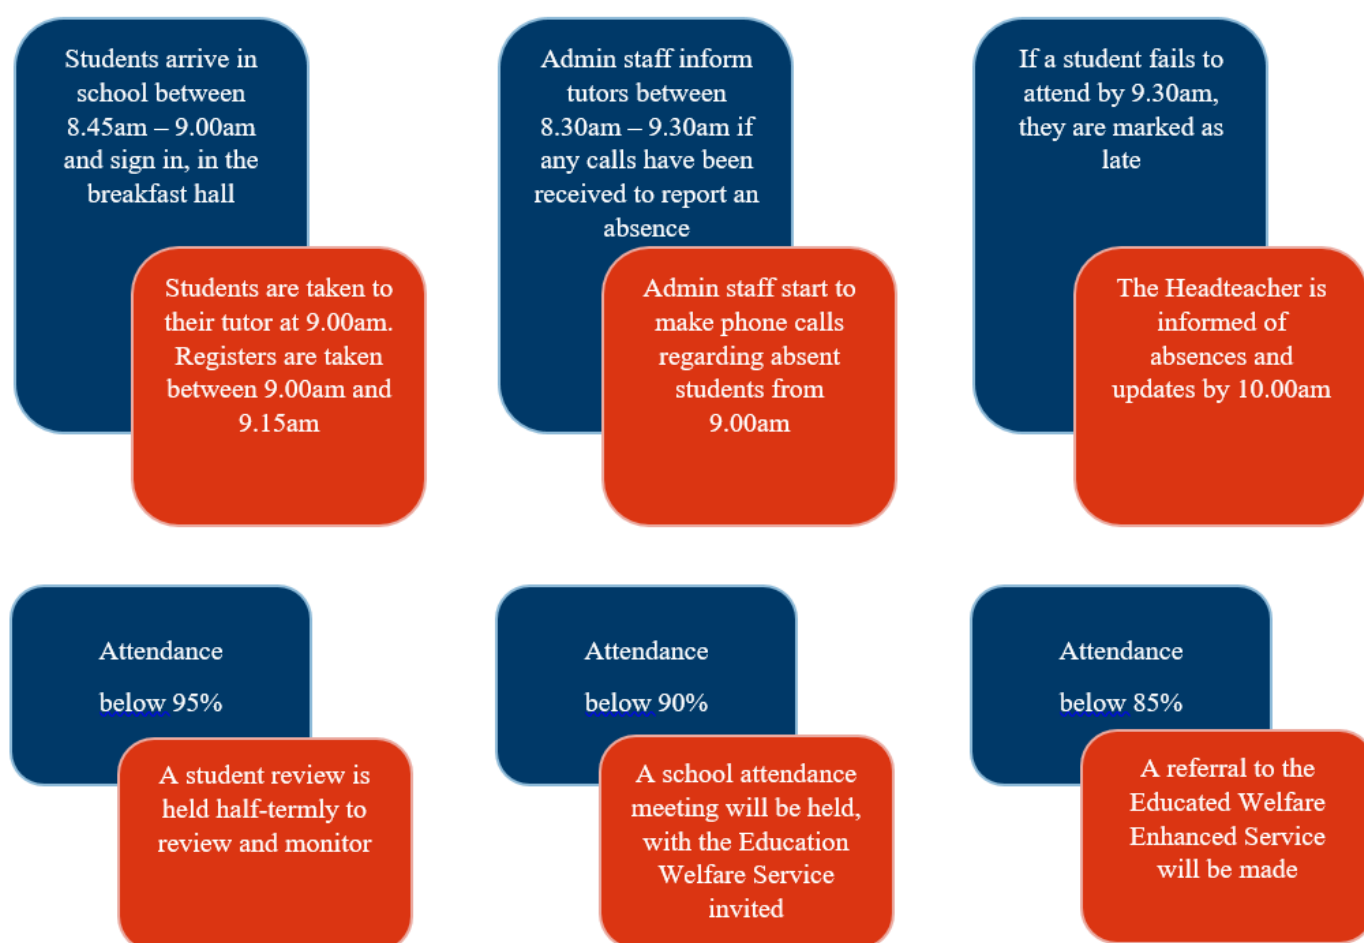 Students arrive in
school between
8.45am – 9.00am
and sign in, in the
breakfast hall
Students are taken to
their tutor at 9.00am.
Registers are taken
between 9.00am and
9.15am
Admin staff inform
tutors between
8.30am – 9.30am if
any calls have been
received to report an
absence
Admin staff start to
make phone calls
regarding absent
students from
9.00am
If a student fails to
attend by 9.30am,
they are marked as
late
The Headteacher is
informed of
absences and
updates by 10.00am
Attendance
below 95%
A student review is
held half-termly to
review and monitor
Attendance
below 90%
A school attendance
meeting will be held,
with the Education
Welfare Service
invited
Attendance
below 85%
A referral to the
Educated Welfare
Enhanced Service
will be made